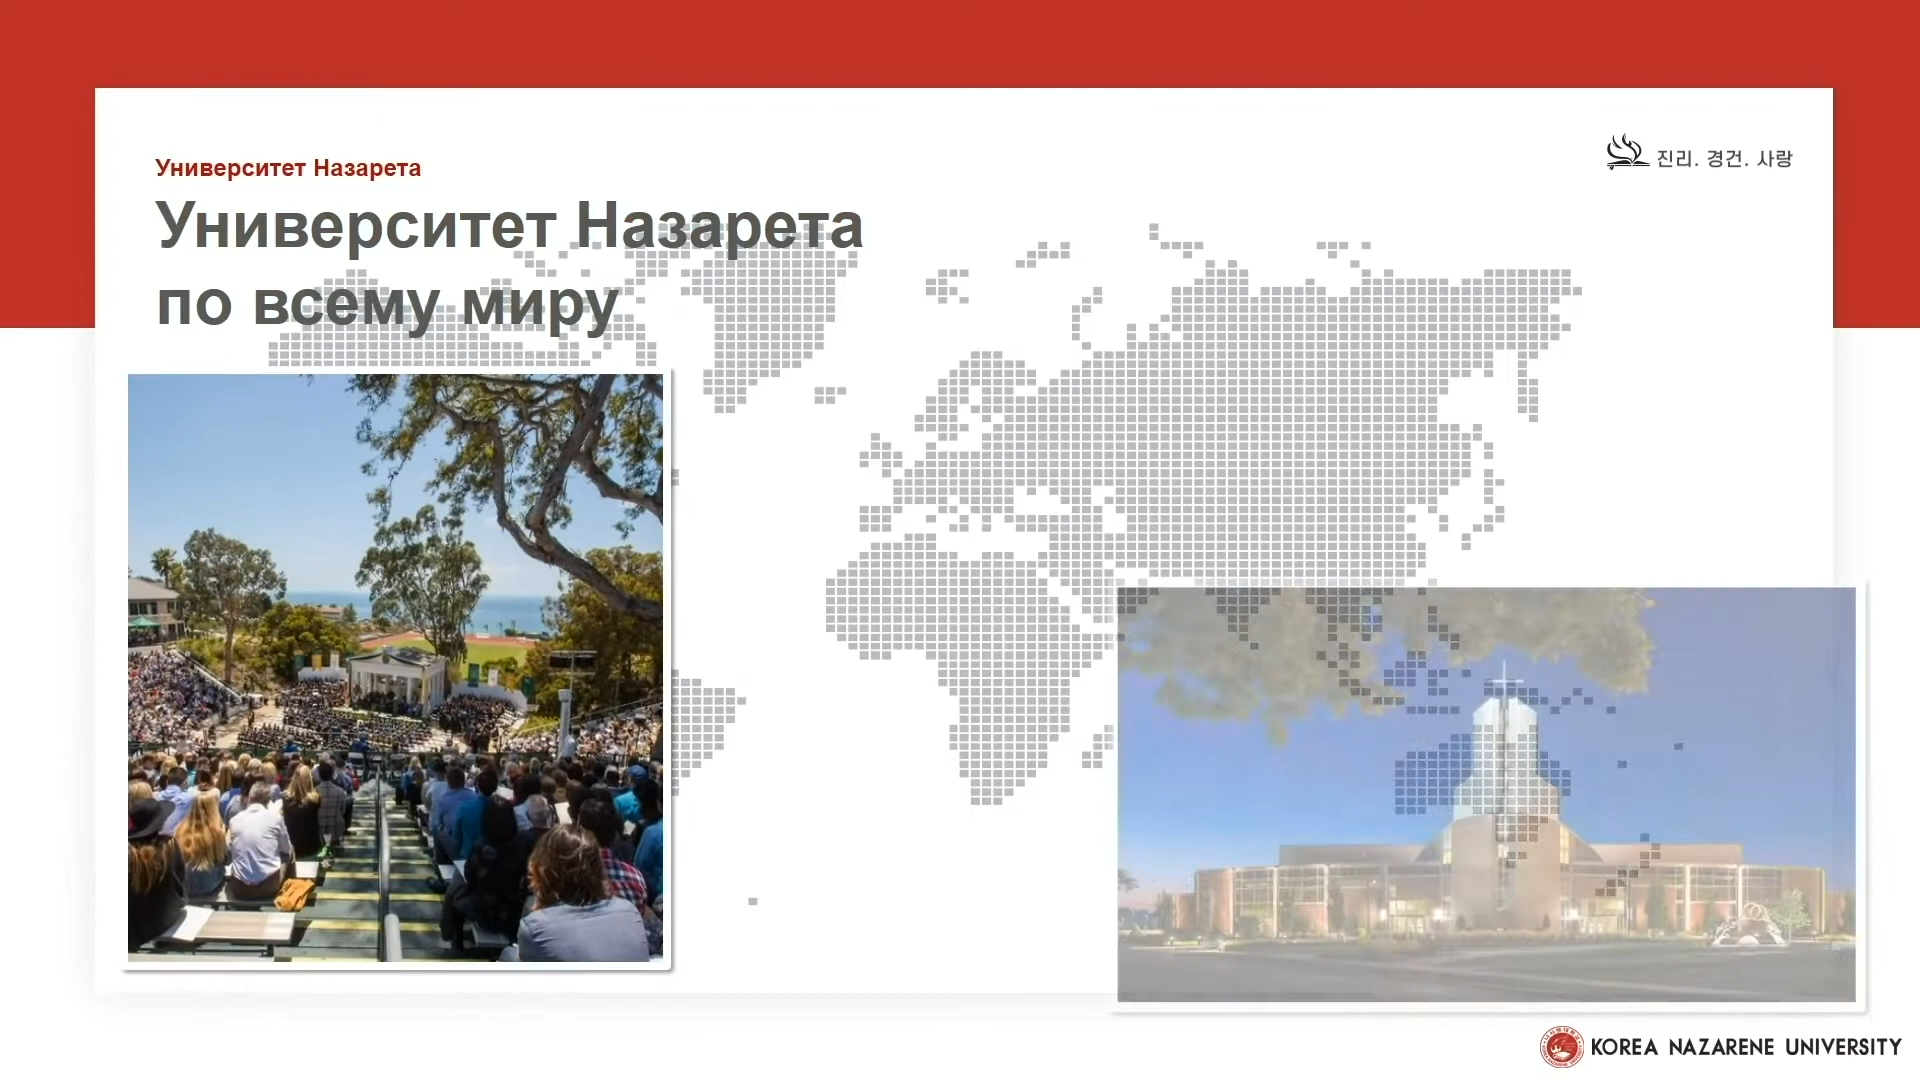 Университет Назарета
진리. 경건. 사랑
Университет Назарета
по всему миру
KOREA NAZARENE UNIVERSITY